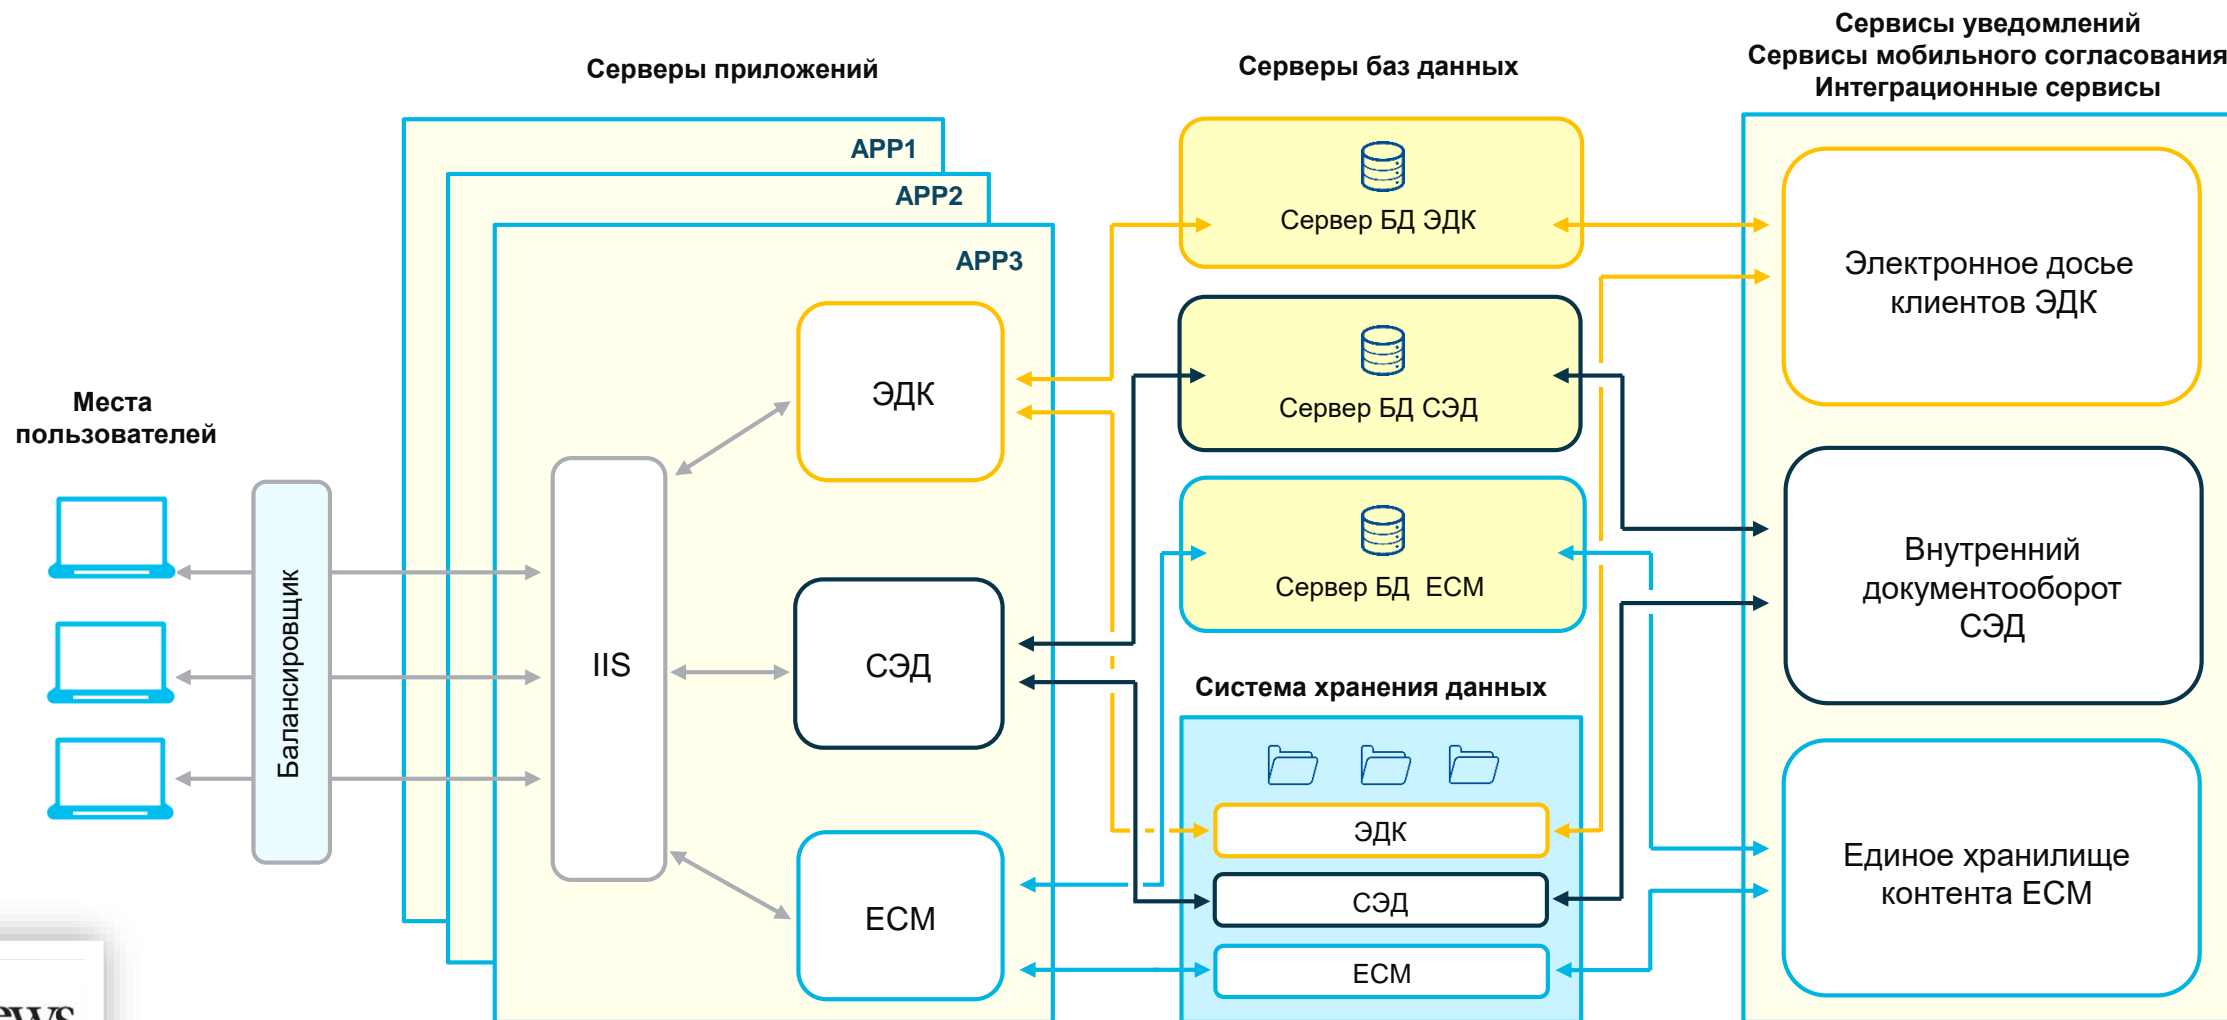 Сервисы уведомлений
Сервисы мобильного согласования
Интеграционные сервисы
Серверы приложений
Серверы баз данных
APP1
APP2
APP3
Места
пользователей
Балансировщик
IIS
ЭДК
СЭД
ECM
Сервер БД ЭДК
Сервер БД СЭД
Сервер БД ECM
Система хранения данных
ЭДК
СЭД
ECM
Электронное досье
клиентов ЭДК
Внутренний
документооборот
СЭД
Единое хранилище
контента ECM